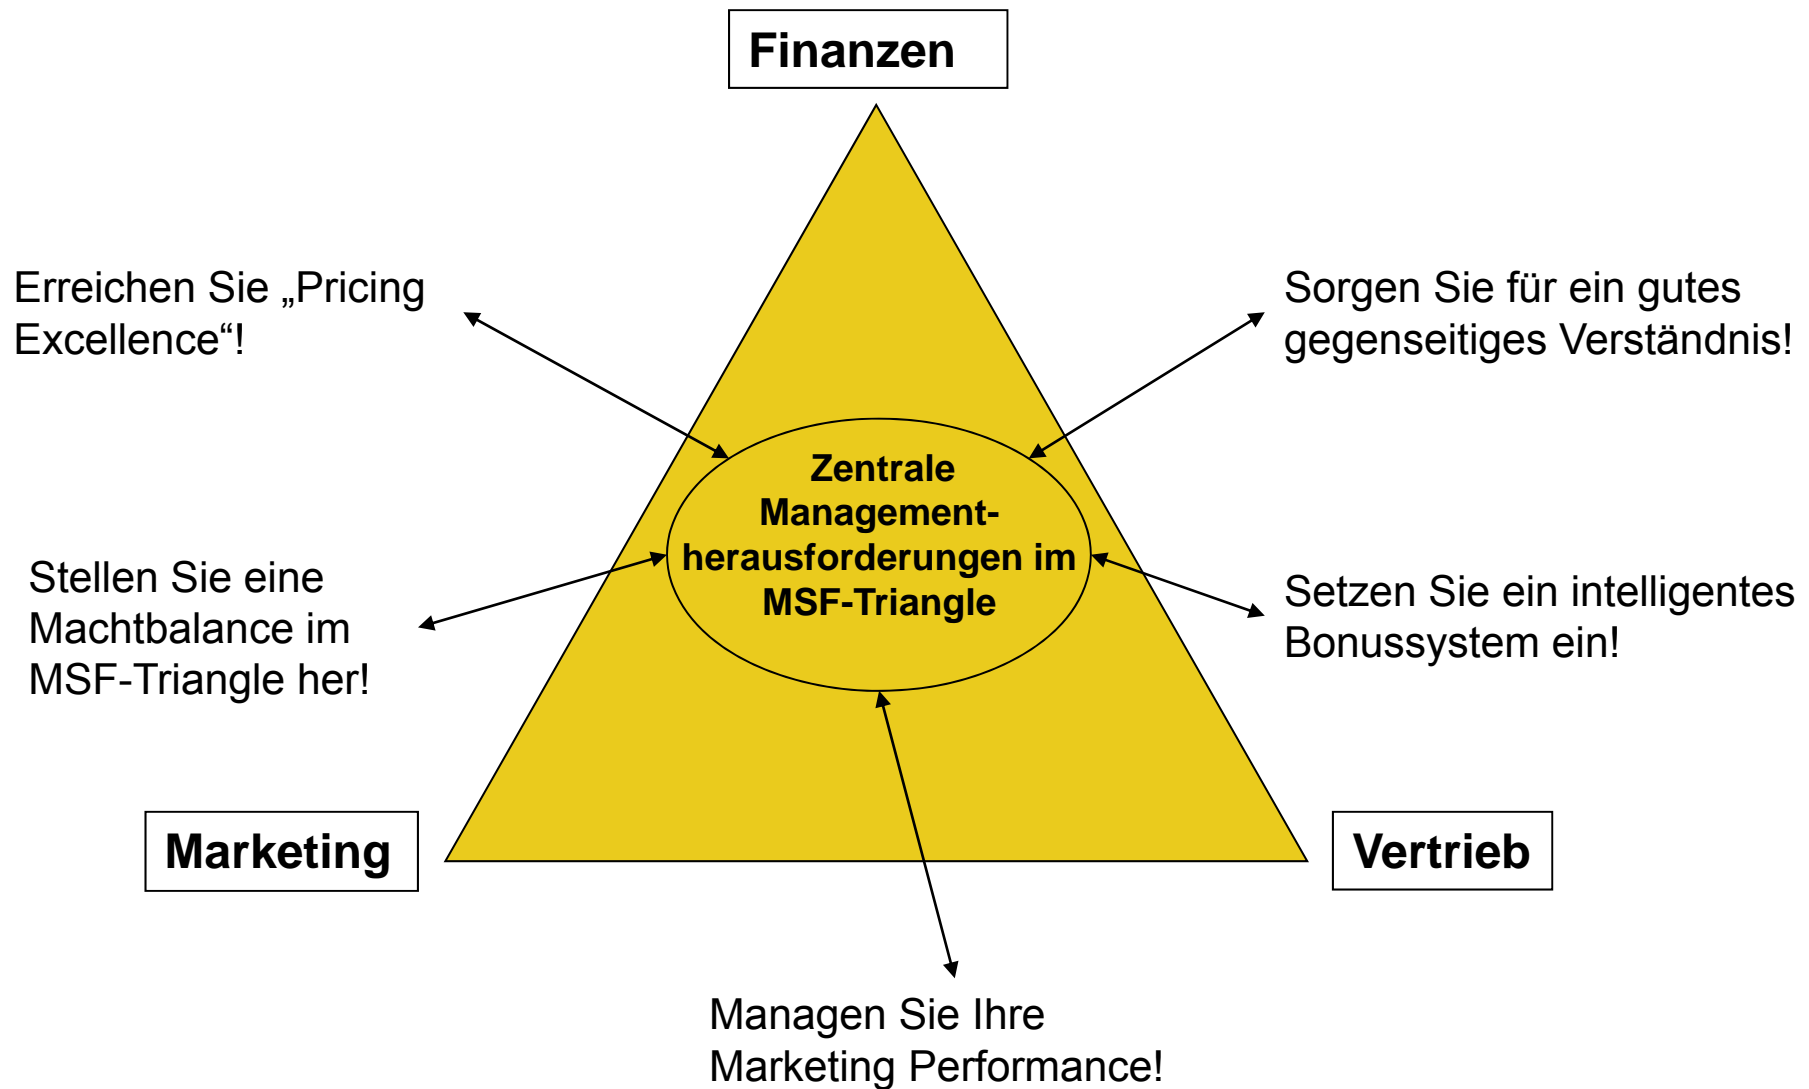 Finanzen
Erreichen Sie „Pricing
Excellence“!
Sorgen Sie für ein gutes
gegenseitiges Verständnis!
Zentrale
Management-
herausforderungen im
MSF-Triangle
Stellen Sie eine
Machtbalance im
MSF-Triangle her!
Setzen Sie ein intelligentes
Bonussystem ein!
Marketing
Vertrieb
Managen Sie Ihre
Marketing Performance!